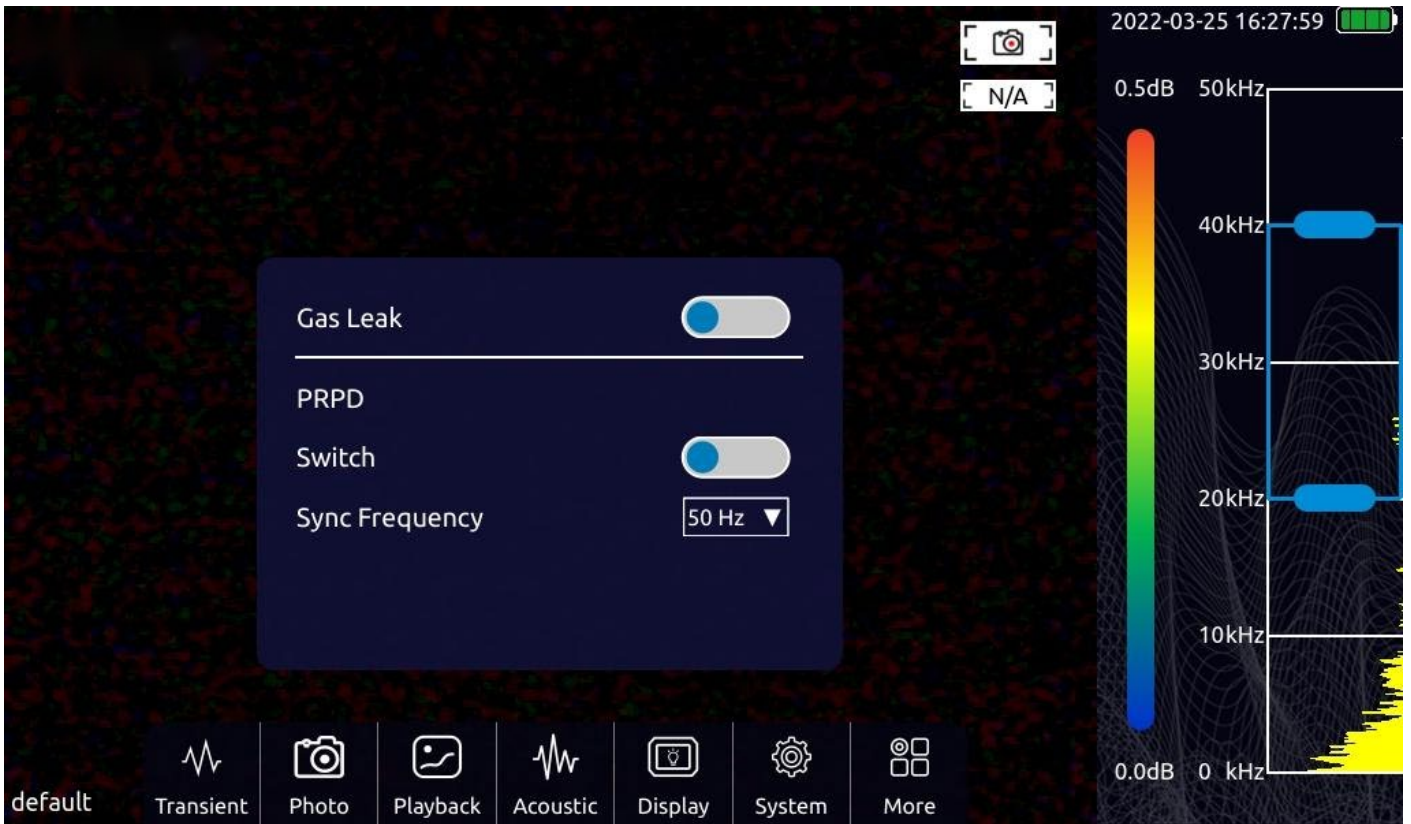 2022-03-25 16:27:59
N/A
0.5dB 50kHz
40kHz
30kHz
20kHz
10kHz
0.0dB 0 kHz
Gas Leak
PRPD
Switch
Sync Frequency 50 Hz ▼
default Transient Photo Playback Acoustic Display System More